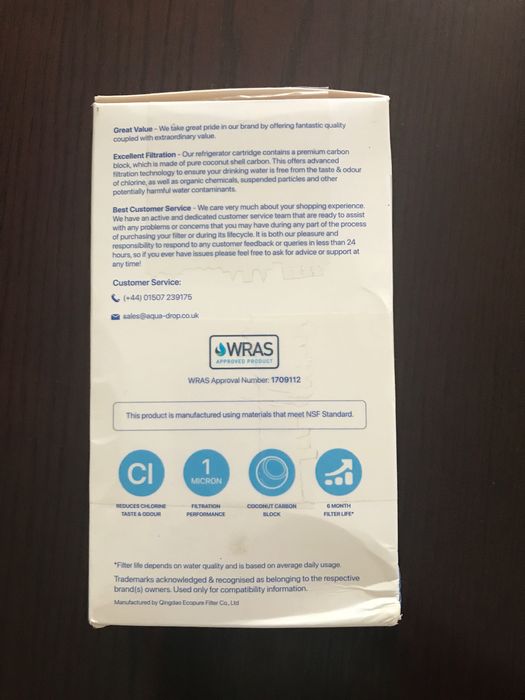 Great Value - We take great pride in our brand by offering fantastic quality
coupled with extraordinary value.
Excellent Filtration - Our refrigerator cartridge contains a premium carbon
block, which is made of pure coconut shell carbon. This offers advanced
filtration technology to ensure your drinking water is free from the taste & odour
of chlorine, as well as organic chemicals, suspended particles and other
potentially harmful water contaminants.
Best Customer Service - We care very much about your shopping experience.
We have an active and dedicated customer service team that are ready to assist
with any problems or concerns that you may have during any part of the process
of purchasing your filter or during its lifecycle. It is both our pleasure and
responsibility to respond to any customer feedback or queries in less than 24
hours, so if you ever have issues please feel free to ask for advice or support at
any time!
Customer Service:
(+44) 01507 239175
sales@aqua-drop.co.uk
WRAS
APPROVED PRODUCT
WRAS Approval Number: 1709112
This product is manufactured using materials that meet NSF Standard.
Cl
1
MICRON
REDUCES CHLORINE
TASTE & ODOUR
FILTRATION
PERFORMANCE
COCONUT CARBON
BLOCK
6 MONTH
FILTER LIFE*
*Filter life depends on water quality and is based on average daily usage.
Trademarks acknowledged & recognised as belonging to the respective
brand(s) owners. Used only for compatibility information.
Manufactured by Qingdao Ecopure Filter Co., Ltd